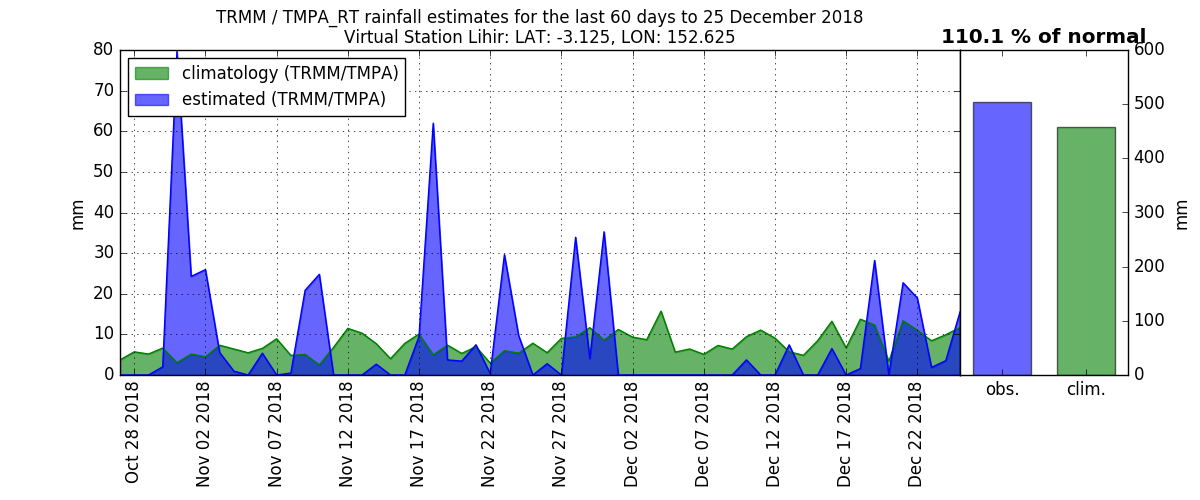 TRMM / TMPA_RT rainfall estimates for the last 60 days to 25 December 2018
Virtual Station Lihir: LAT: -3.125, LON: 152.625
110.1 % of normal
climatology (TRMM/TMPA)
estimated (TRMM/TMPA)
80
70
60
50
40
30
20
10
0
mm
Oct 28 2018
Nov 02 2018
Nov 07 2018
Nov 12 2018
Nov 17 2018
Nov 22 2018
Nov 27 2018
Dec 02 2018
Dec 07 2018
Dec 12 2018
Dec 17 2018
Dec 22 2018
600
500
400
300
200
100
0
mm
obs.
clim.